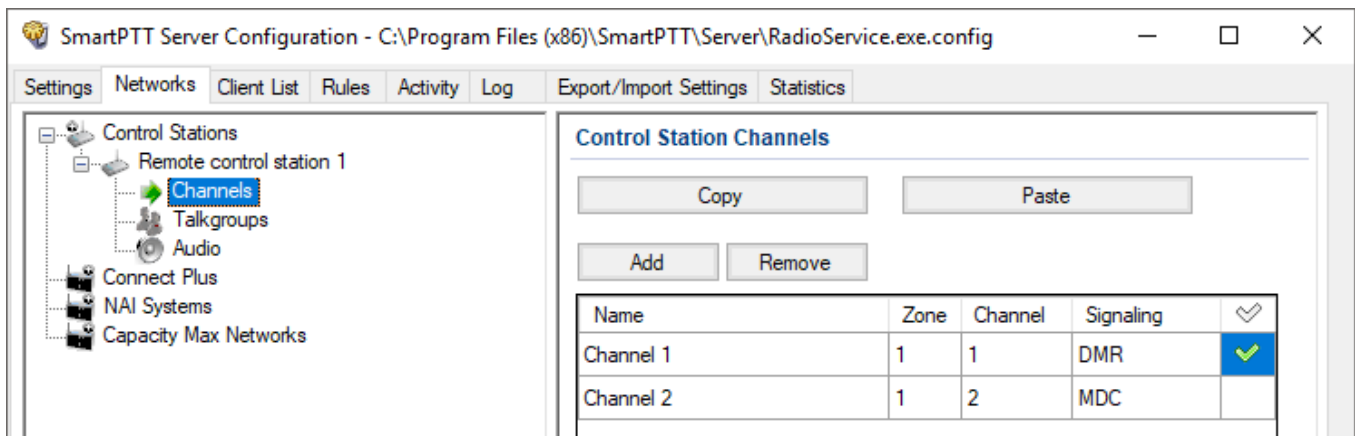 SmartPTT Server Configuration - C:\Program Files (x86)\SmartPTT\Server\RadioService.exe.config
Settings Networks Client List Rules Activity Log Export/Import Settings Statistics
Control Stations
Remote control station 1
Channels
Talkgroups
Audio
Connect Plus
NAI Systems
Capacity Max Networks
Control Station Channels
Copy Paste
Add Remove
Name Zone Channel Signaling
Channel 1 1 1 DMR
Channel 2 1 2 MDC